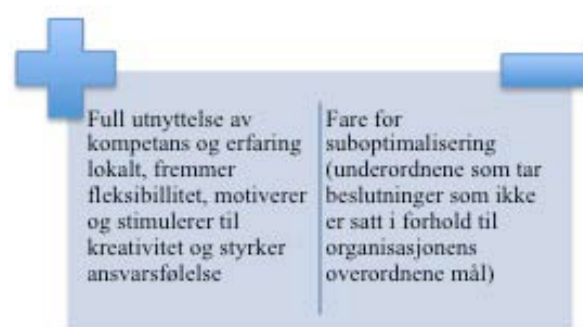 Full utnyttelse av
kompetans og erfaring
lokalt, fremmer
fleksibillitet, motiverer
og stimulerer til
kreativitet og styrker
ansvarsfølelse
Fare for
suboptimalisering
(underordnene som tar
beslutninger som ikke
er satt i forhold til
organisasjonens
overordnene mål)